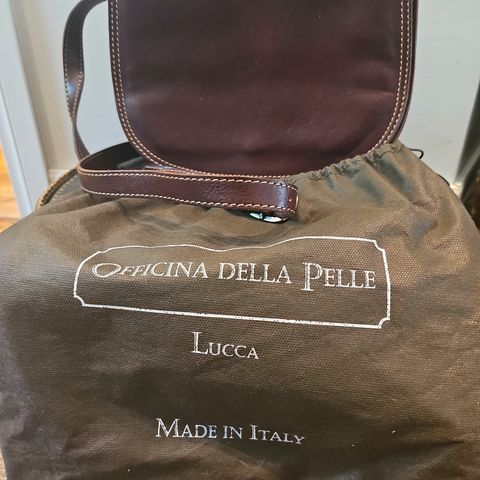 OFFICINA DELLA PELLE
LUCCA
MADE IN ITALY